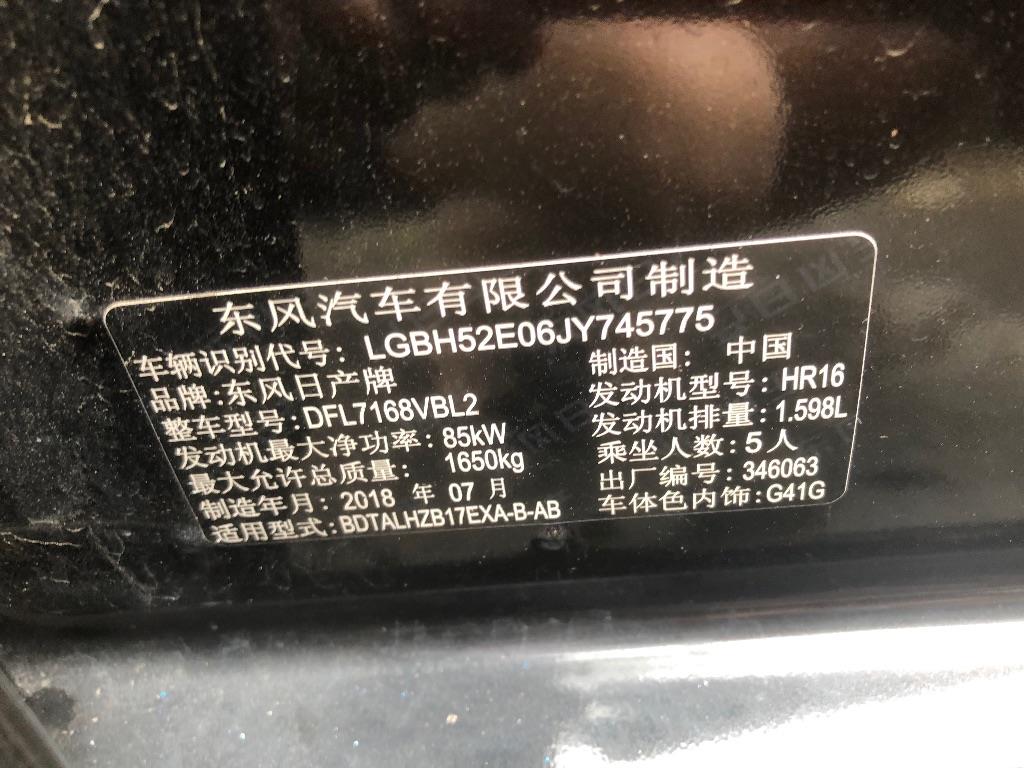 东风汽车有限公司制造
车辆识别代号: LGBH52E06JY745775
品牌:东风日产牌 制造国: 中国
整车型号:DFL7168VBL2 发动机型号: HR16
发动机最大净功率: 85kW 发动机排量:1.598L
最大允许总质量: 1650kg 乘坐人数:5人
制造年月: 2018 年 07 月 出厂编号: 346063
适用型式:BDTALHZB17EXA-B-AB 车体色内饰:G41G